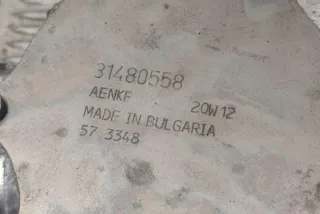 31480558
AENKF 20W12
MADE IN BULGARIA
57 3348